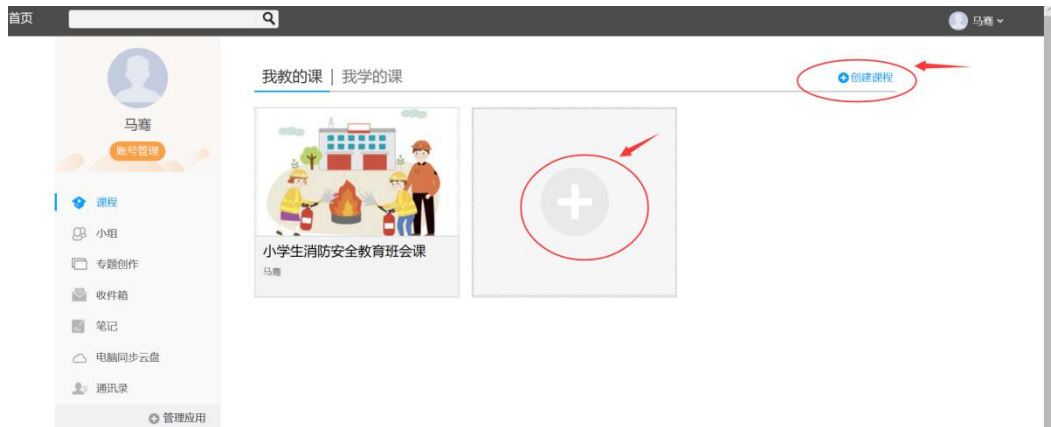 首页
马骞
马骞
账号管理
课程
小组
专题创作
收件箱
笔记
电脑同步云盘
通讯录
管理应用
我教的课 | 我学的课
创建课程
小学生消防安全教育班会课
马骞